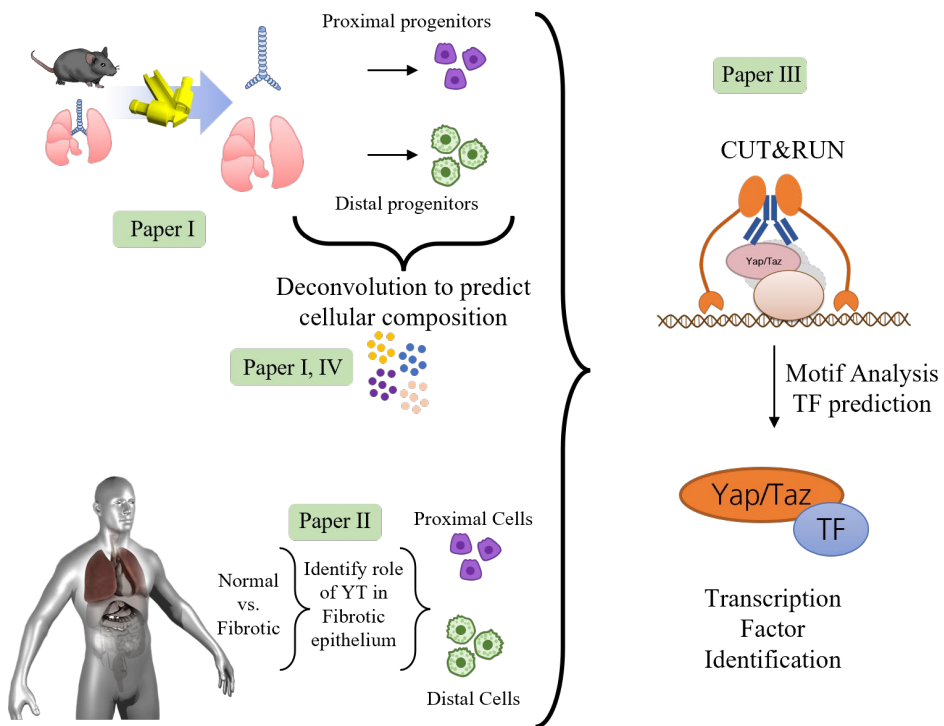 Proximal progenitors
Distal progenitors
Paper I
Deconvolution to predict
cellular composition
Paper I, IV
Paper II
Normal
vs.
Fibrotic
Identify role
of YT in
Fibrotic
epithelium
Proximal Cells
Distal Cells
Paper III
CUT&RUN
Yap/Taz
Motif Analysis
TF prediction
Yap/Taz
TF
Transcription
Factor
Identification